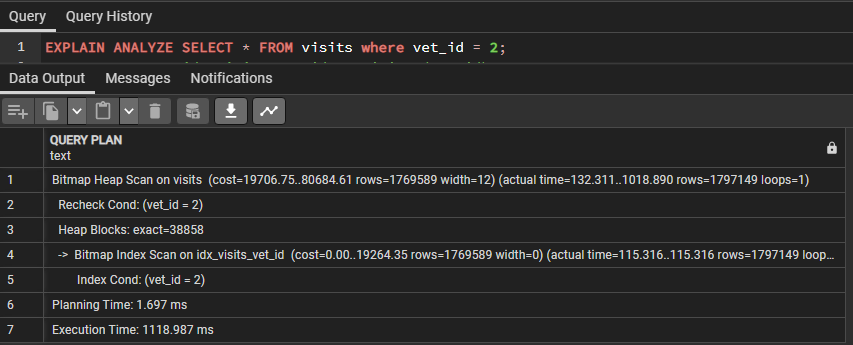 Query Query History
1 EXPLAIN ANALYZE SELECT * FROM visits where vet_id = 2;
Data Output Messages Notifications
QUERY PLAN
text
1 Bitmap Heap Scan on visits (cost=19706.75..80684.61 rows=1769589 width=12) (actual time=132.311..1018.890 rows=1797149 loops=1)
2 Recheck Cond: (vet_id = 2)
3 Heap Blocks: exact=38858
4 -> Bitmap Index Scan on idx_visits_vet_id (cost=0.00..19264.35 rows=1769589 width=0) (actual time=115.316..115.316 rows=1797149 loop...
5 Index Cond: (vet_id = 2)
6 Planning Time: 1.697 ms
7 Execution Time: 1118.987 ms